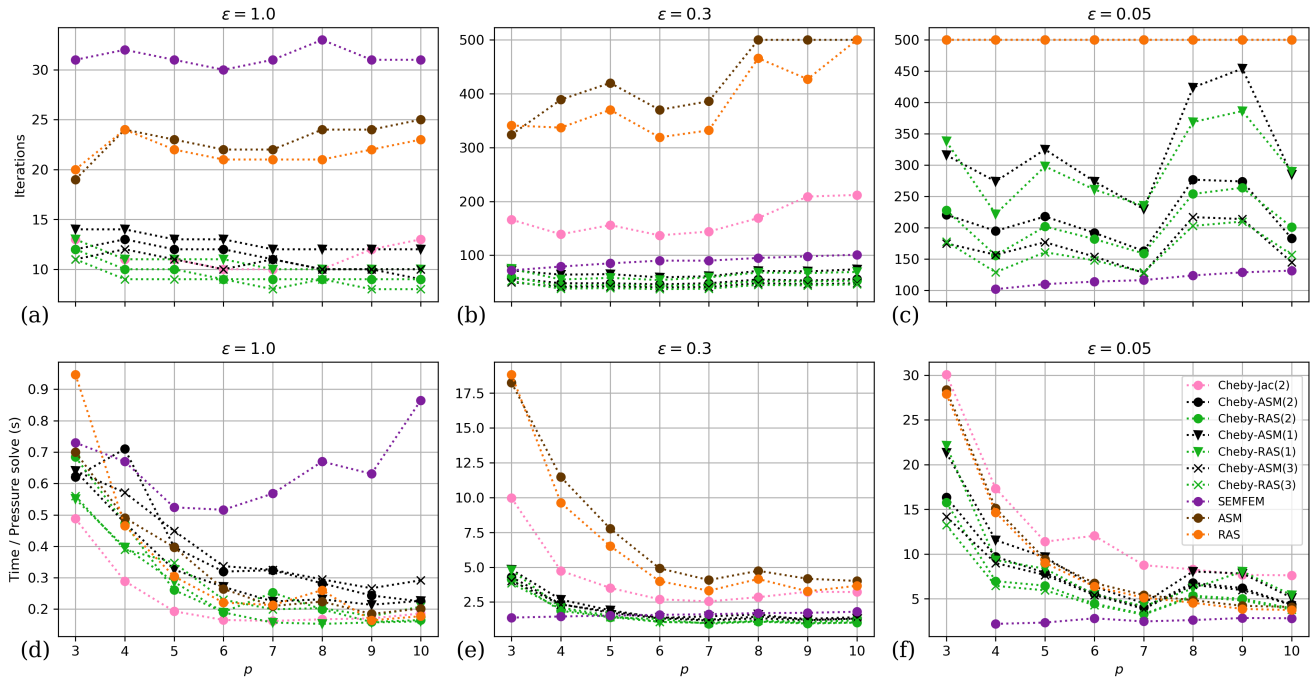 ε = 1.0
ε = 0.3
ε = 0.05
Iterations
30
25
20
15
10
500
400
300
200
100
500
450
400
350
300
250
200
150
100
(a)
(b)
(c)
ε = 1.0
ε = 0.3
ε = 0.05
Time / Pressure solve (s)
0.9
0.8
0.7
0.6
0.5
0.4
0.3
0.2
17.5
15.0
12.5
10.0
7.5
5.0
2.5
30
25
20
15
10
5
Cheby-Jac(2)
Cheby-ASM(2)
Cheby-RAS(2)
Cheby-ASM(1)
Cheby-RAS(1)
Cheby-ASM(3)
Cheby-RAS(3)
SEMFEM
ASM
RAS
(d)
(e)
(f)
3 4 5 6 7 8 9 10
3 4 5 6 7 8 9 10
3 4 5 6 7 8 9 10
p
p
p